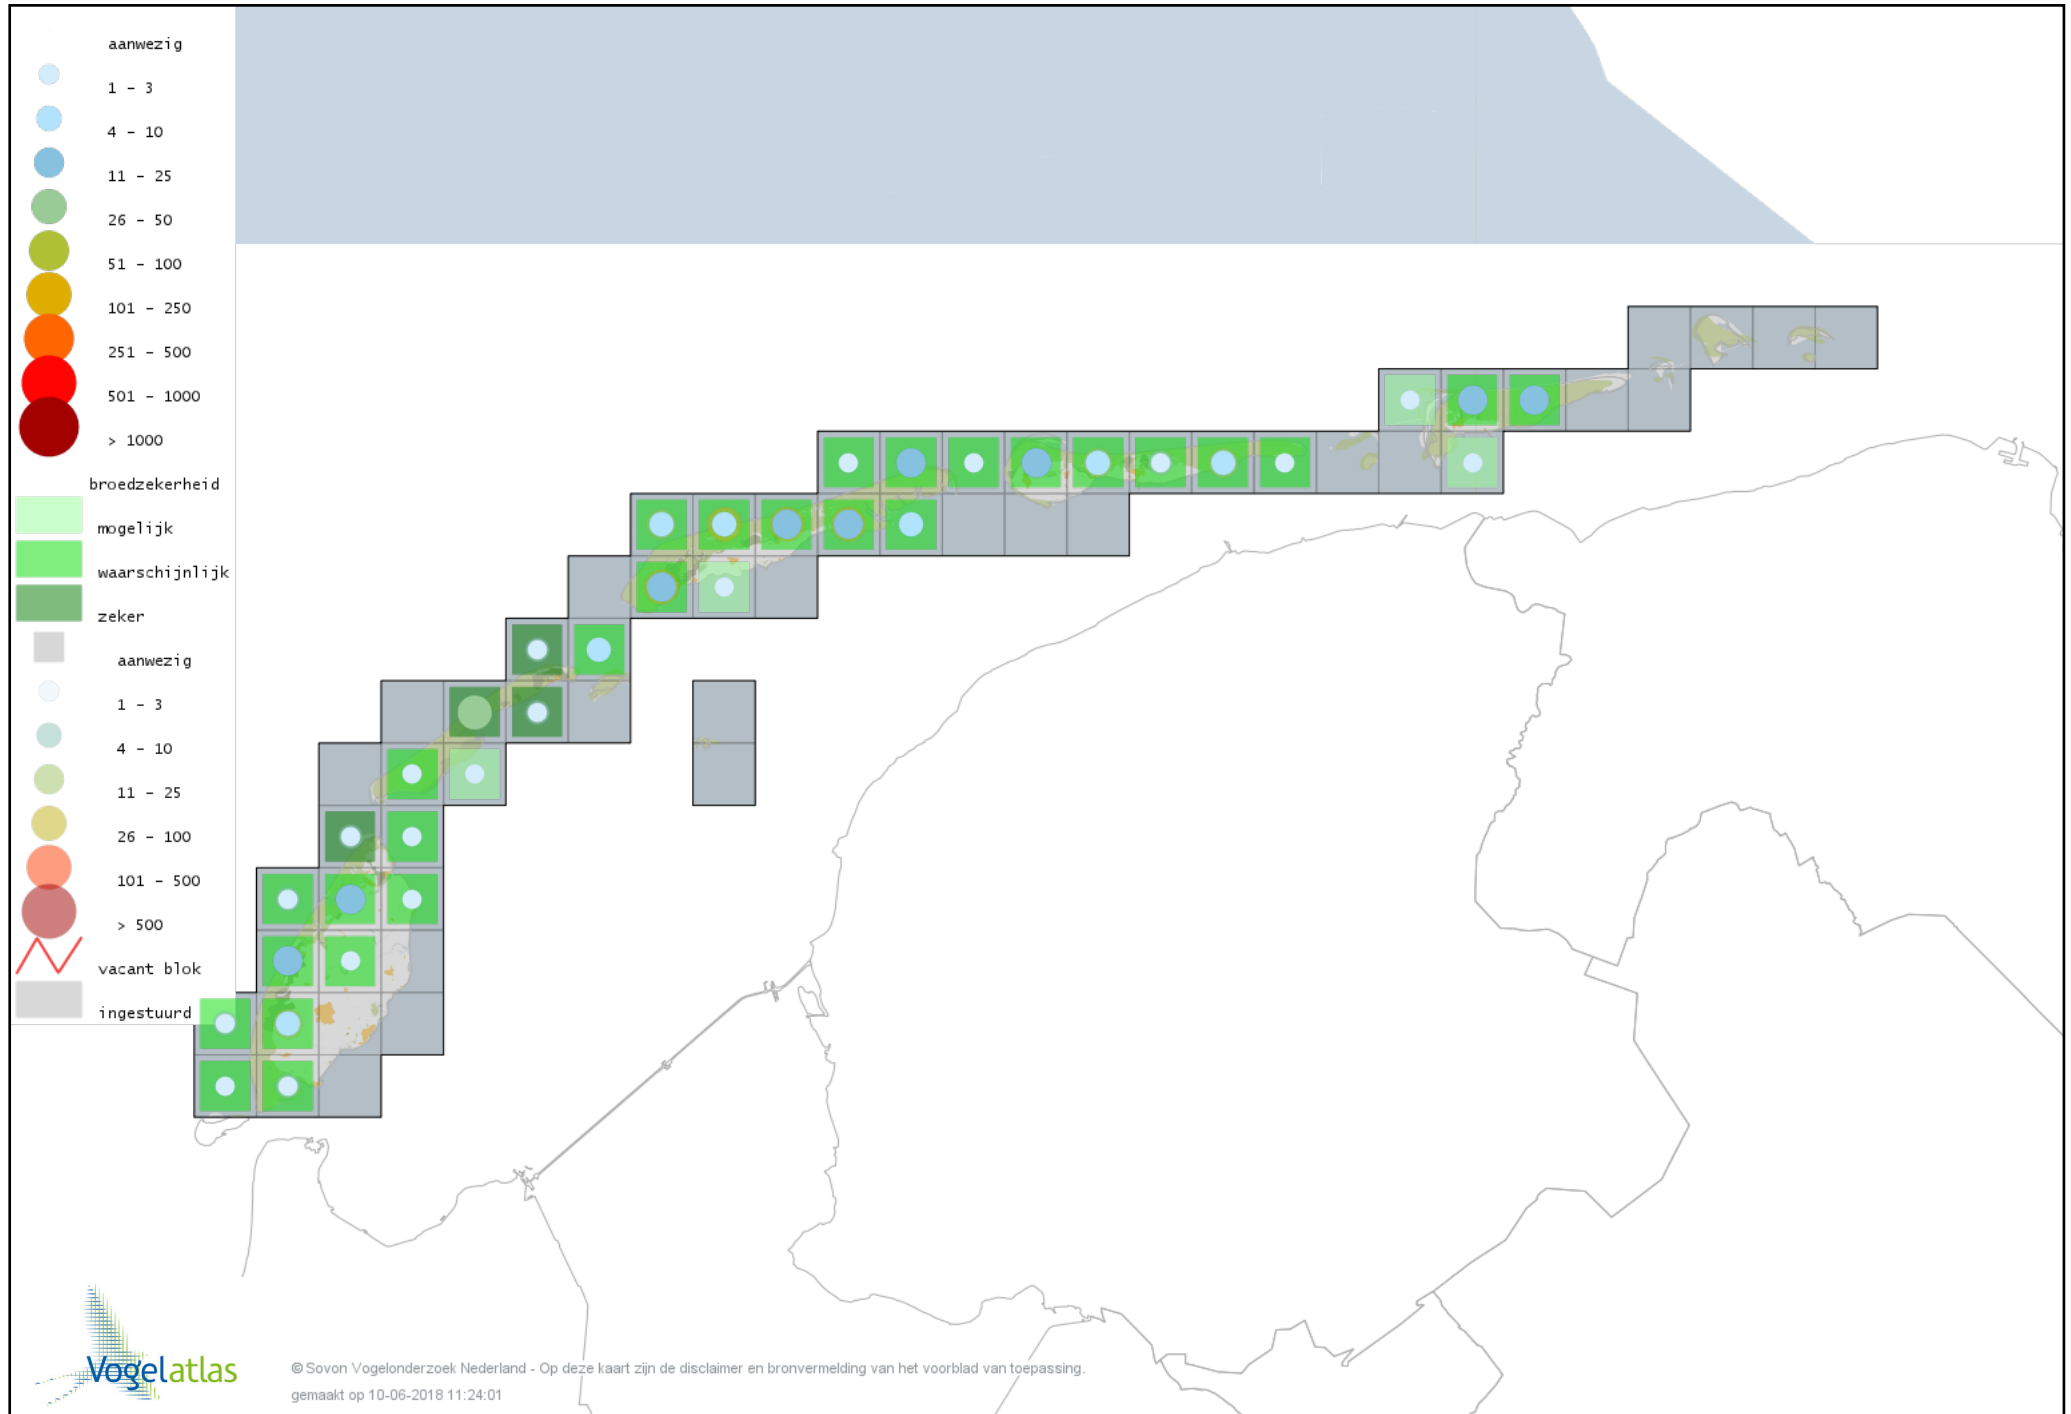 aanwezig
1 - 3
4 - 10
11 - 25
26 - 50
51 - 100
101 - 250
251 - 500
501 - 1000
> 1000
broedzekerheid
mogelijk
waarschijnlijk
zeker
aanwezig
1 - 3
4 - 10
11 - 25
26 - 100
101 - 500
> 500
vacant blok
ingestuurd
Vogelatlas
© Sovon Vogelonderzoek Nederland - Op deze kaart zijn de disclaimer en bronvermelding van het voorblad van toepassing.
gemaakt op 10-06-2018 11:24:01